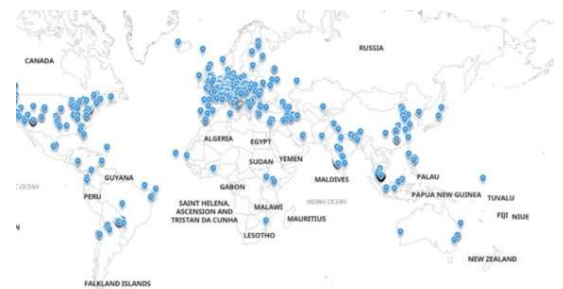 RUSSIA
CANADA
ALGERIA
EGYPT
SUDAN
YEMEN
GUYANA
MALDIVES
PALAU
GABON
PERU
PAPUA NEW GUINEA
TUVALU
SAINT HELENA,
ASCENSION AND
TRISTAN DA CUNHA
MALAWI
MAURITIUS
INDIAN OCEAN
FIJI
NIUE
LESOTHO
NEW ZEALAND
FALKLAND ISLANDS